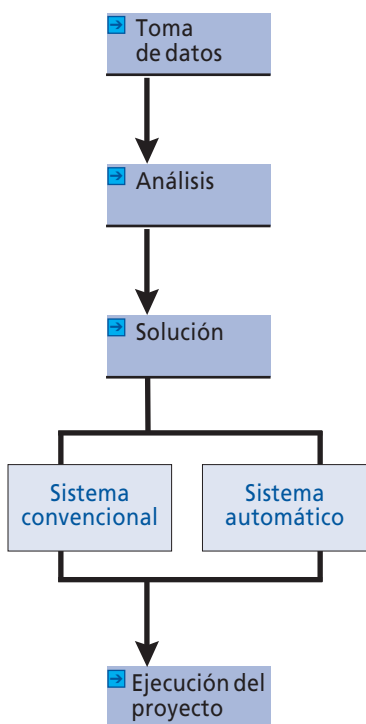 Toma
de datos
Análisis
Solución
Sistema
convencional
Sistema
automático
Ejecución del
proyecto